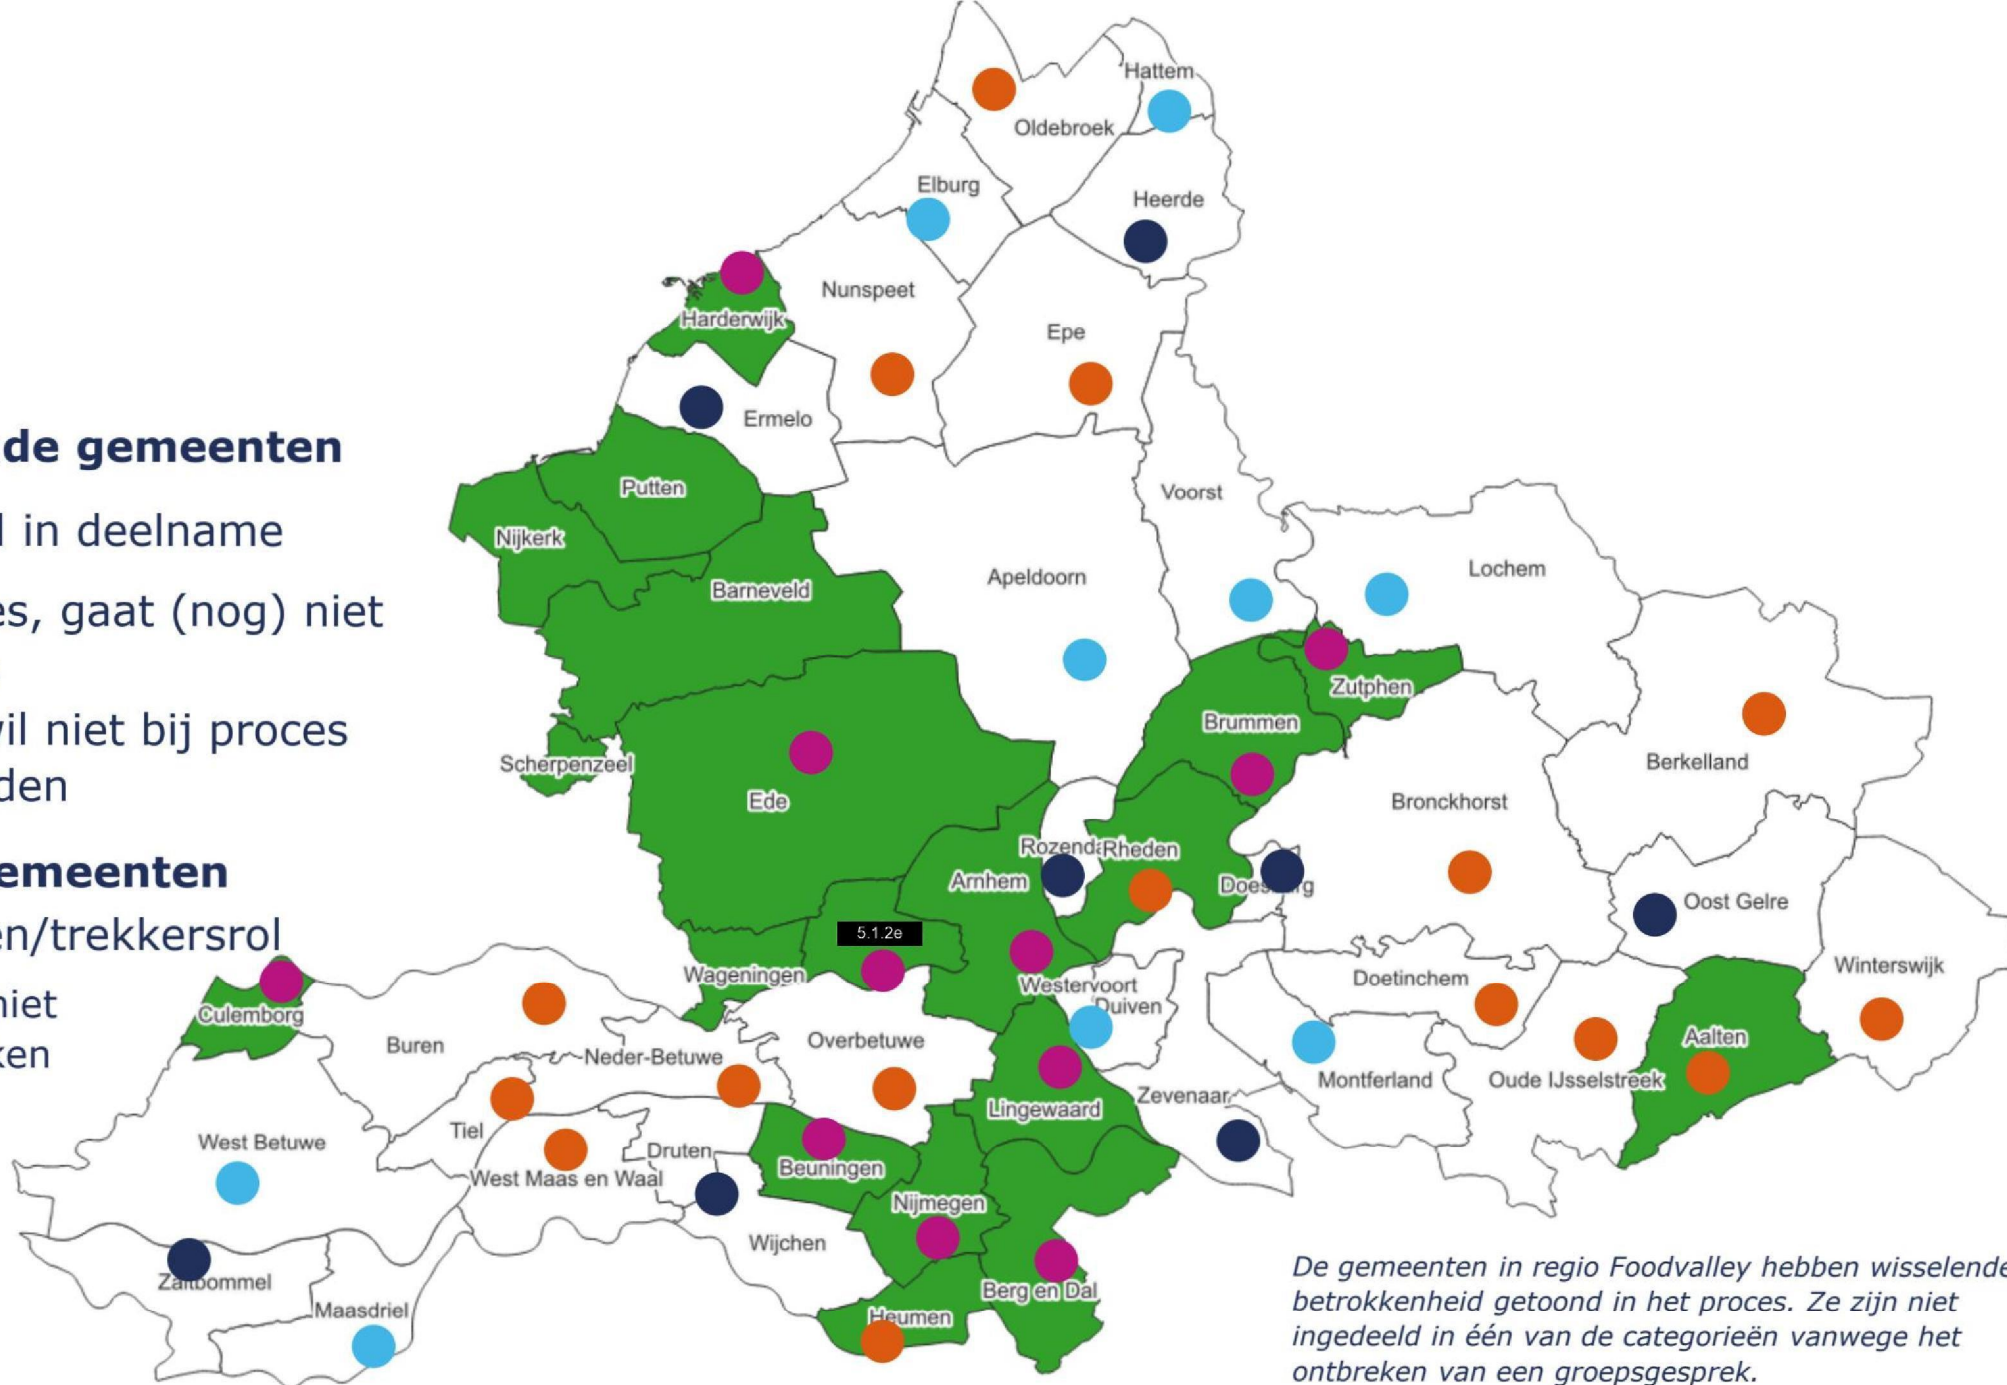 de gemeenten
in deelname
es, gaat (nog) niet
wil niet bij proces
den
emeenten
en/trekkersrol
niet
ken
Hattem
Oldebroek
Elburg
Heerde
Nunspeet
Harderwijk
Epe
Ermelo
Putten
Voorst
Nijkerk
Lochem
Apeldoorn
Barneveld
Zutphen
Brummen
Scherpenzeel
Berkelland
Ede
Bronckhorst
Rozenda
Rheden
Arnhem
Oost Gelre
5.1.2e
Winterswijk
Wageningen
Doetinchem
Westervoort
Duiven
Culemborg
Aalten
Overbetuwe
Buren
Neder-Betuwe
Montferland
Oude IJsselstreek
Zevenaar
Lingewaard
Tiel
West Betuwe
Druten
Beuningen
West Maas en Waal
Nijmegen
Wijchen
Zaltbommel
Berg en Dal
Maasdriel
Heumen
De gemeenten in regio Foodvalley hebben wisselende
betrokkenheid getoond in het proces. Ze zijn niet
ingedeeld in één van de categorieën vanwege het
ontbreken van een groepsgesprek.